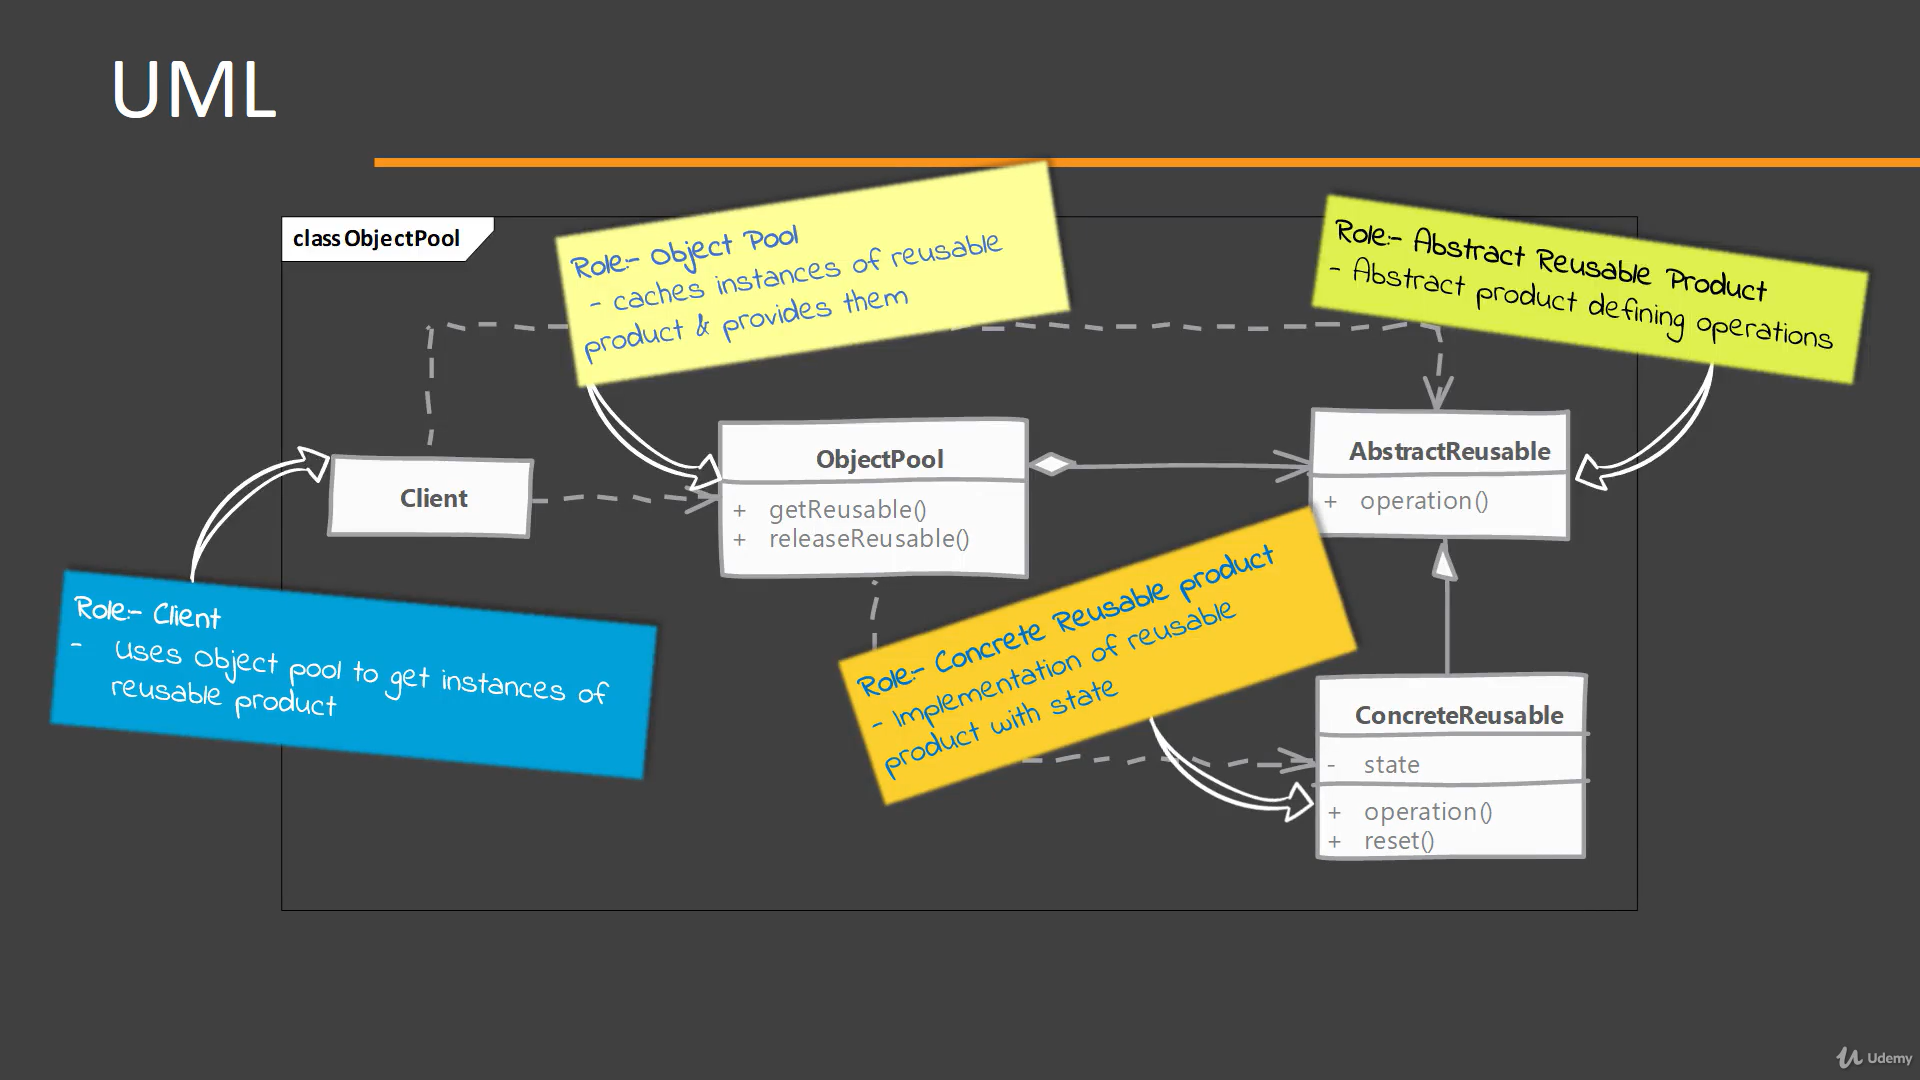 UML
class ObjectPool
Role:- Object Pool
- caches instances of reusable
product & provides them
Role:- Abstract Reusable Product
- Abstract product defining operations
Client
ObjectPool
+ getReusable()
+ releaseReusable()
AbstractReusable
+ operation()
Role:- Client
- uses object pool to get instances of
reusable product
Role:- Concrete Reusable product
- Implementation of reusable
product with state
ConcreteReusable
- state
+ operation()
+ reset()
Udemy